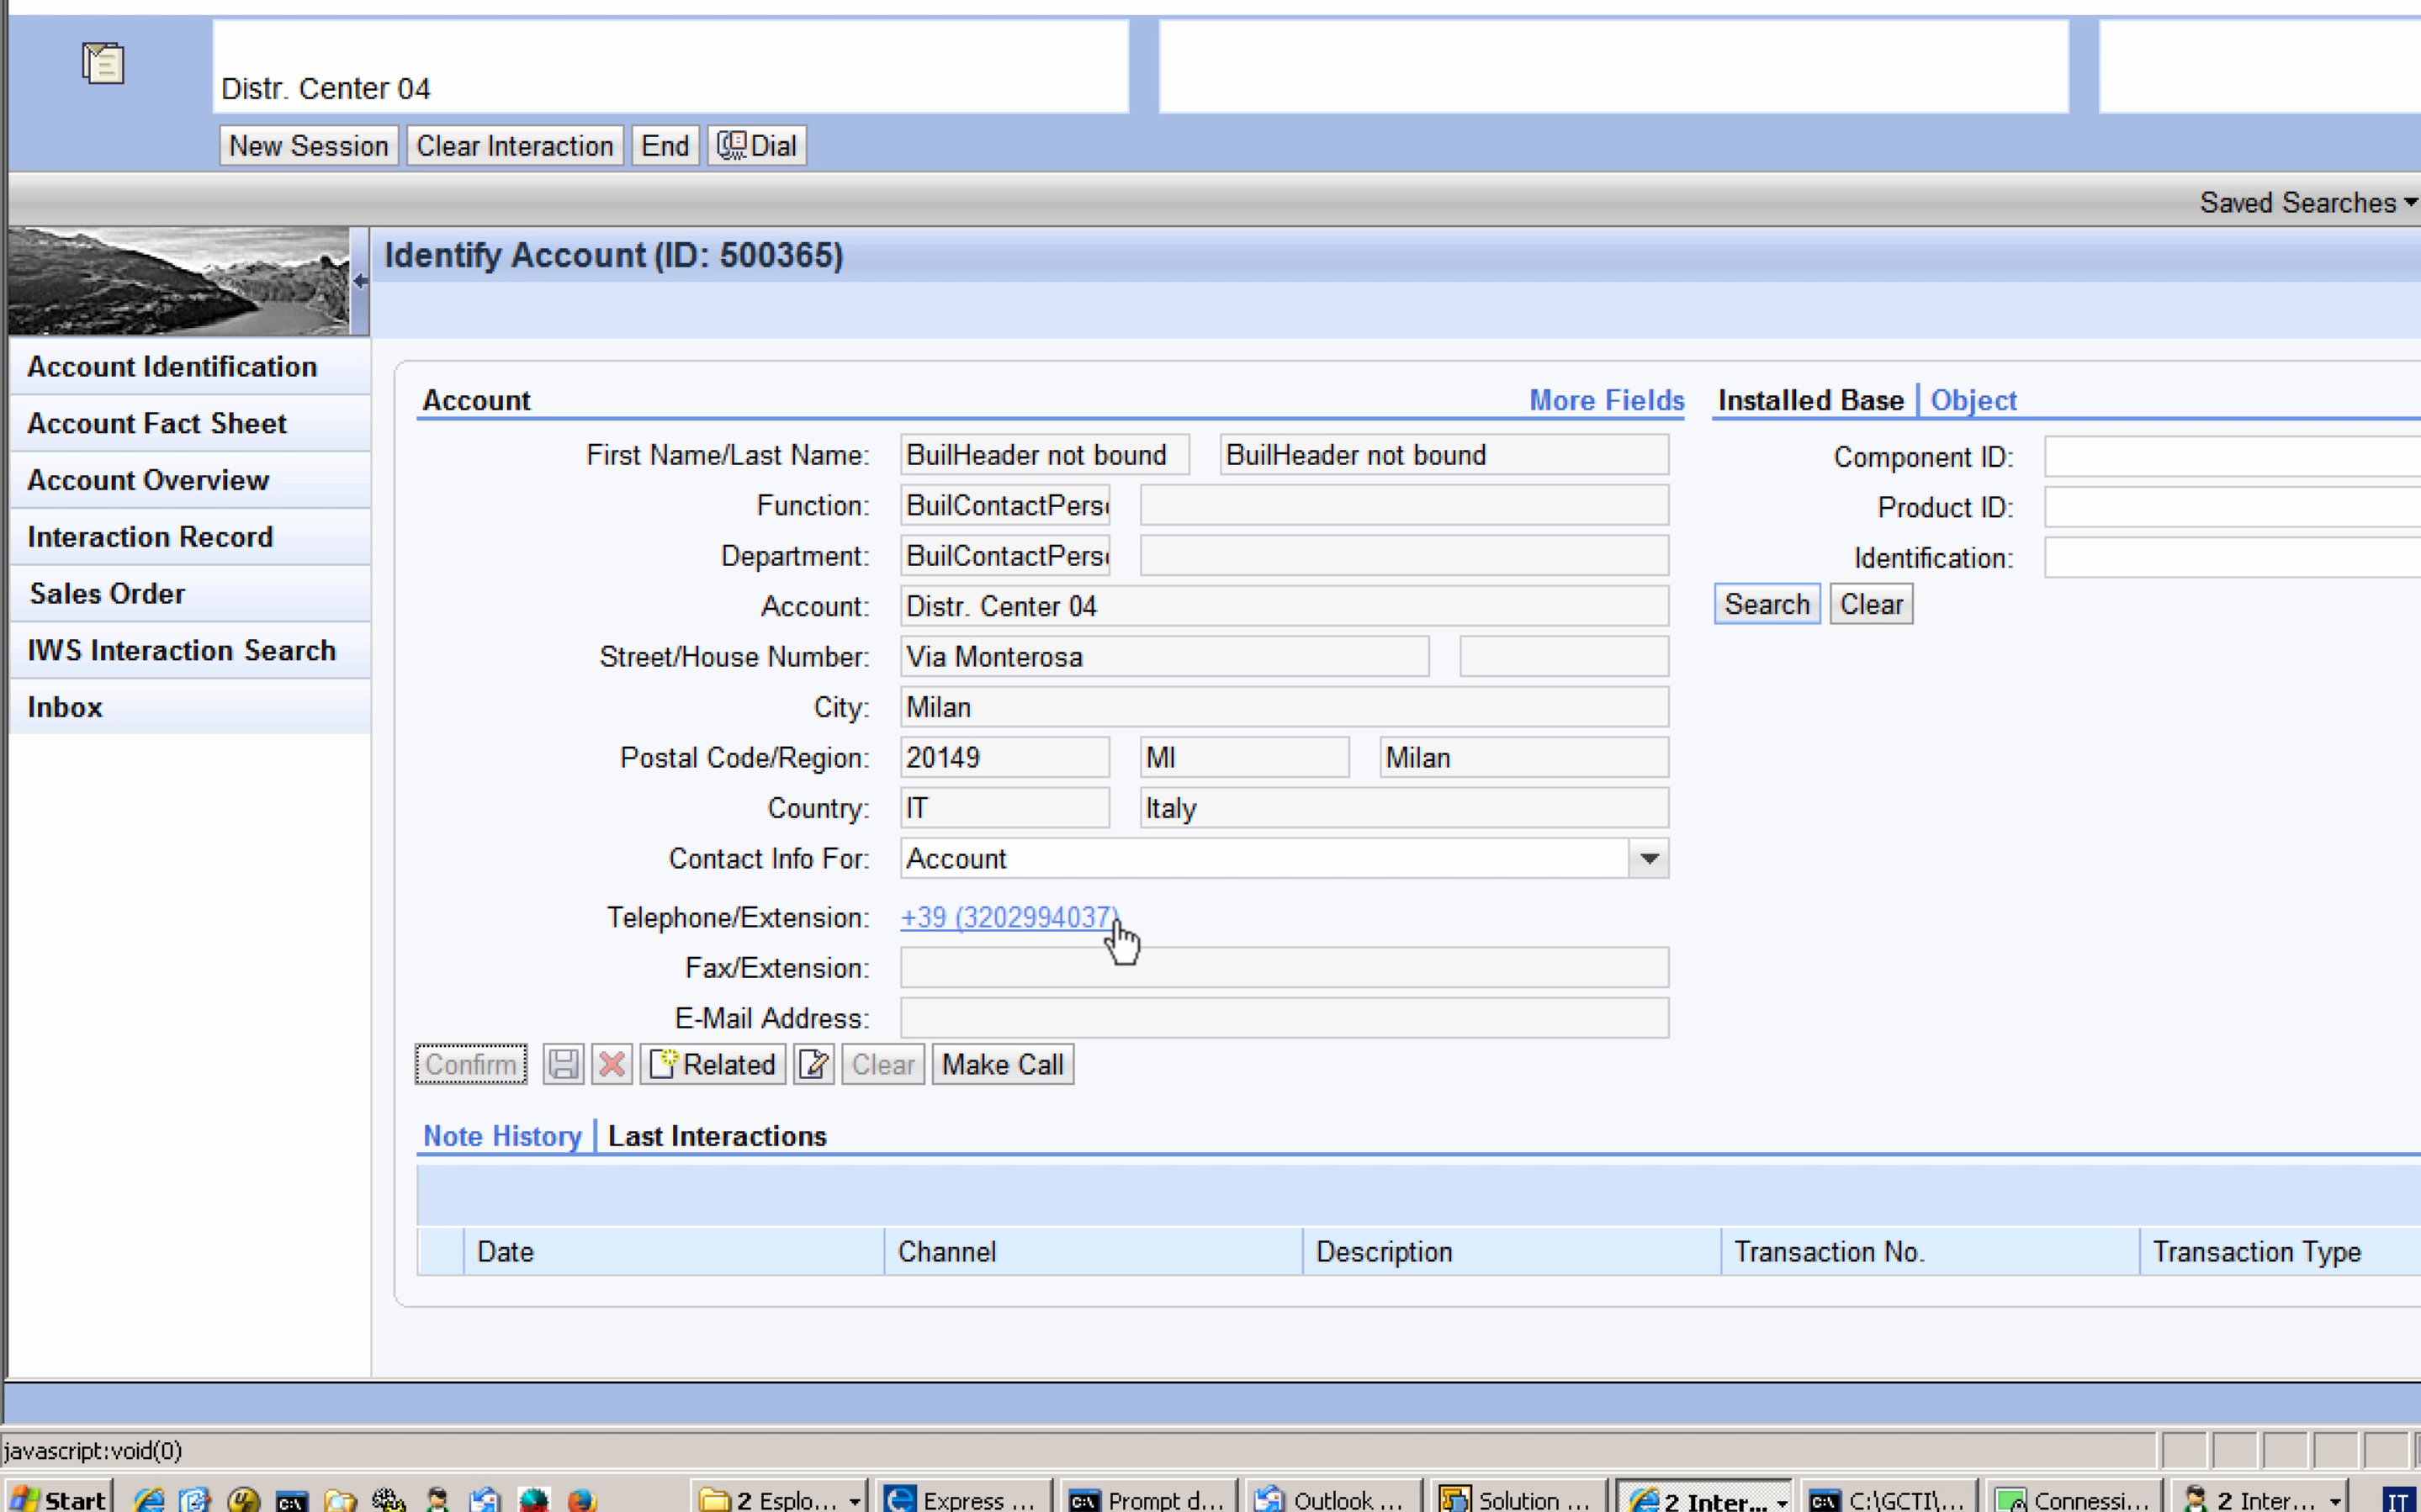 Distr. Center 04
New Session Clear Interaction End Dial
Saved Searches
Identify Account (ID: 500365)
Account Identification
Account Fact Sheet
Account Overview
Interaction Record
Sales Order
IWS Interaction Search
Inbox
Account More Fields
First Name/Last Name: BuilHeader not bound BuilHeader not bound
Function: BuilContactPers
Department: BuilContactPers
Account: Distr. Center 04
Street/House Number: Via Monterosa
City: Milan
Postal Code/Region: 20149 MI Milan
Country: IT Italy
Contact Info For: Account
Telephone/Extension: +39 (3202994037)
Fax/Extension:
E-Mail Address:
Confirm Related Clear Make Call
Installed Base Object
Component ID:
Product ID:
Identification:
Search Clear
Note History Last Interactions
Date Channel Description Transaction No. Transaction Type
javascript:void(0)
Start 2 Esplo... Express ... Prompt d... Outlook ... Solution ... 2 Inter... C:\GCTI\... Connessi... 2 Inter... IT